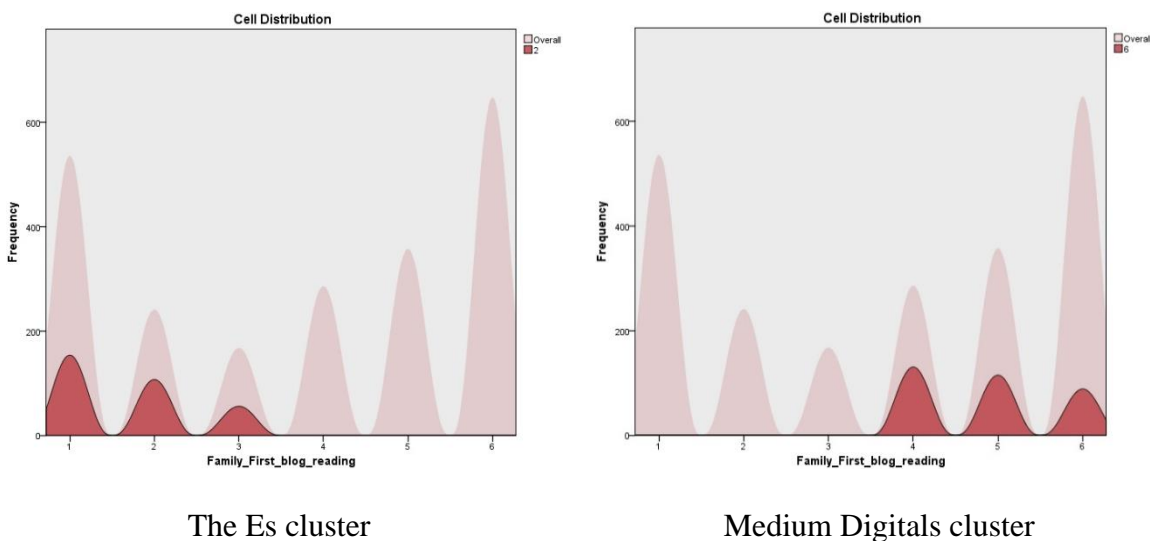 Cell Distribution
Overall
2
Frequency
600
400
200
0
1 2 3 4 5 6
Family_First_blog_reading
The Es cluster
Cell Distribution
Overal
6
Frequency
600
400
200
0
1 2 3 4 5 6
Family_First_blog_reading
Medium Digitals cluster